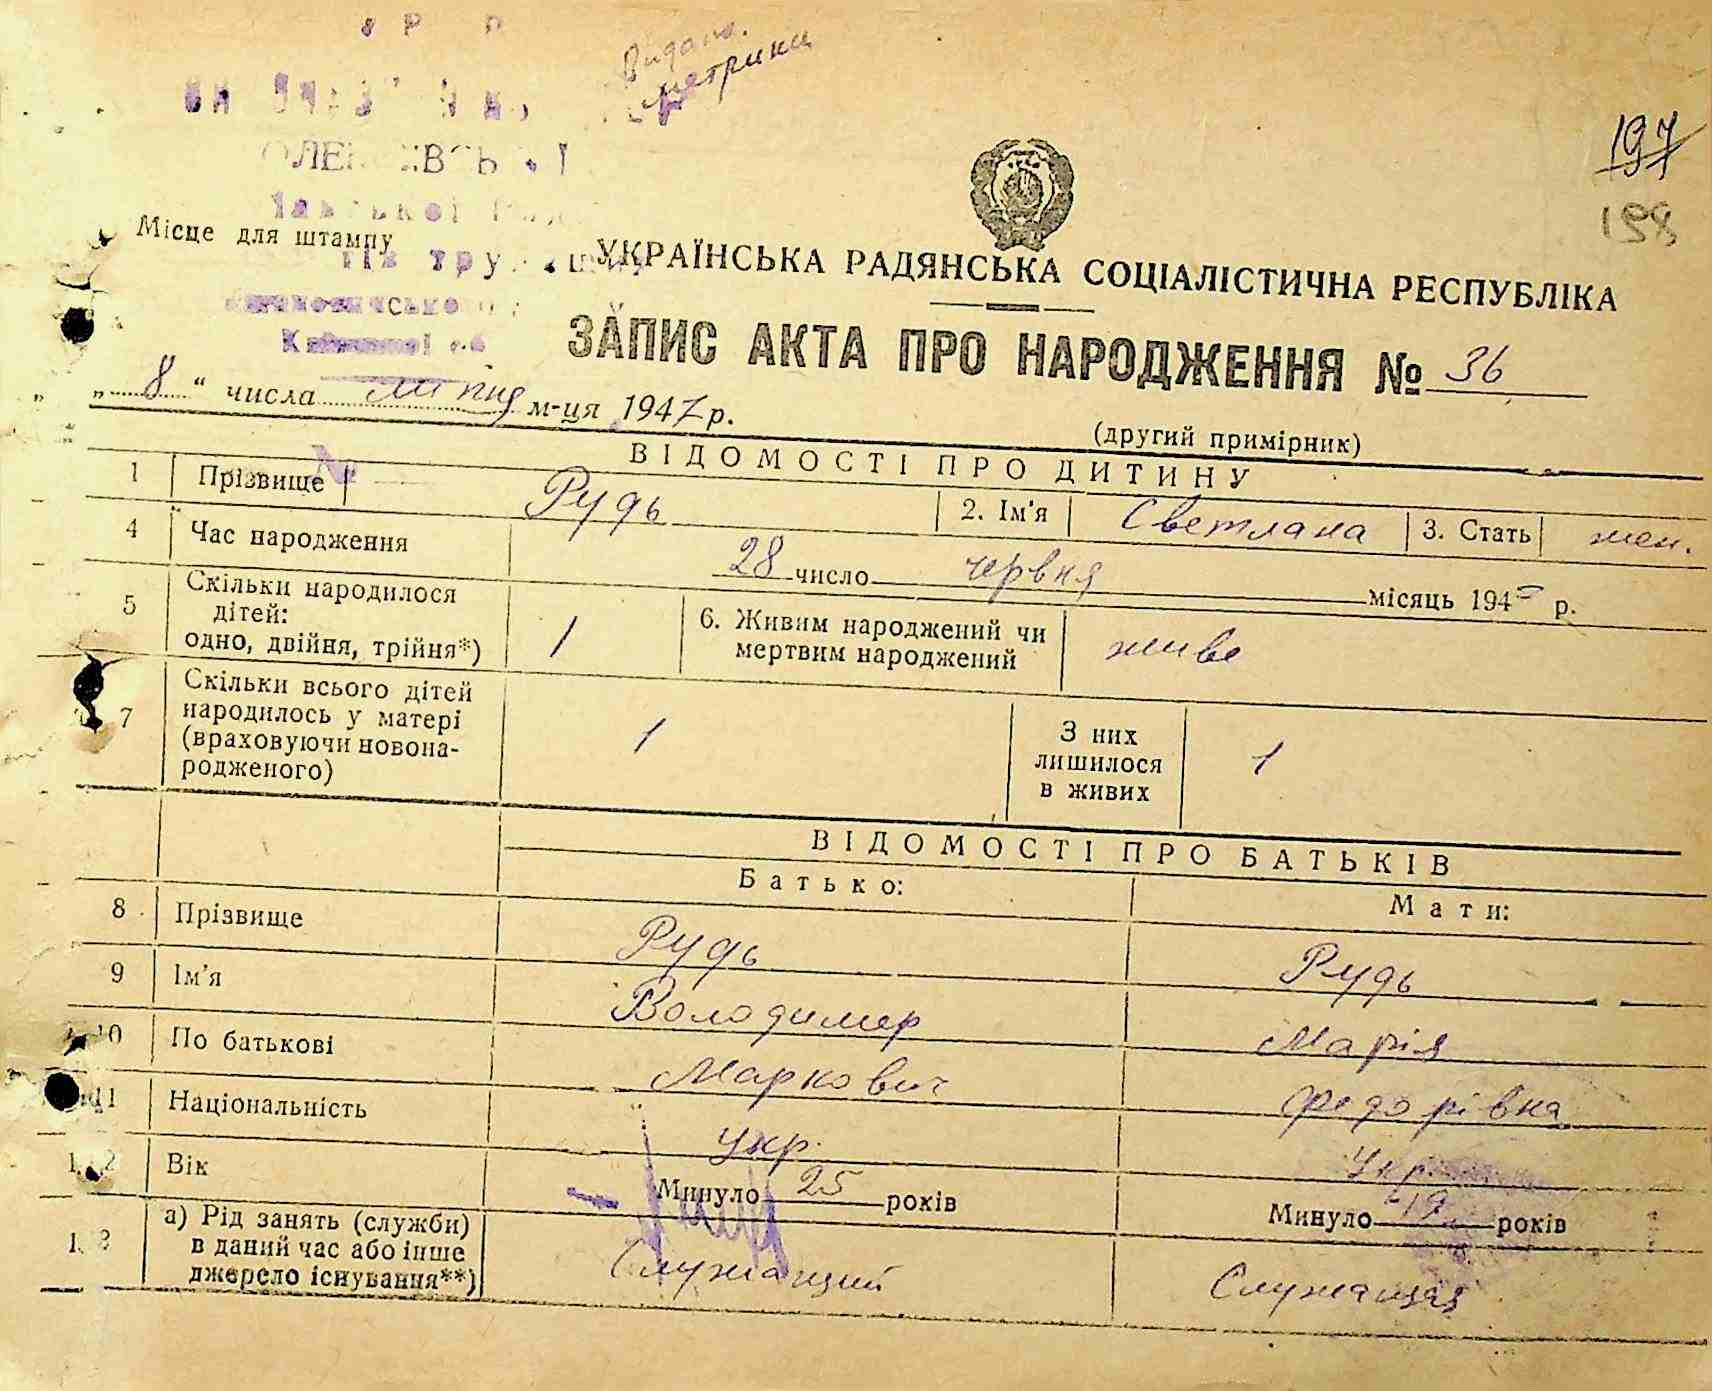 Видано
метрики
197
198
Місце для штампу
УКРАЇНСЬКА РАДЯНСЬКА СОЦІАЛІСТИЧНА РЕСПУБЛІКА
ЗАПИС АКТА ПРО НАРОДЖЕННЯ № 36
„8“ числа липня м-ця 1947 р.
(другий примірник)
ВІДОМОСТІ ПРО ДИТИНУ
1 Прізвище Рудь 2. Ім'я Светлана 3. Стать жен.
4 Час народження 28 число червня місяць 194 р.
5 Скільки народилося дітей: одно, двійня, трійня*) 1 6. Живим народжений чи мертвим народжений живе
7 Скільки всього дітей народилось у матері (враховуючи новонародженого) 1 З них лишилося в живих 1
ВІДОМОСТІ ПРО БАТЬКІВ
Батько: Мати:
8 Прізвище Рудь Рудь
9 Ім'я Володимер Марія
10 По батькові Маркович Федорівна
11 Національність Укр. Укр.
12 Вік Минуло 25 років Минуло 19 років
13 а) Рід занять (служби) в даний час або інше джерело існування**) Служащий Служащая